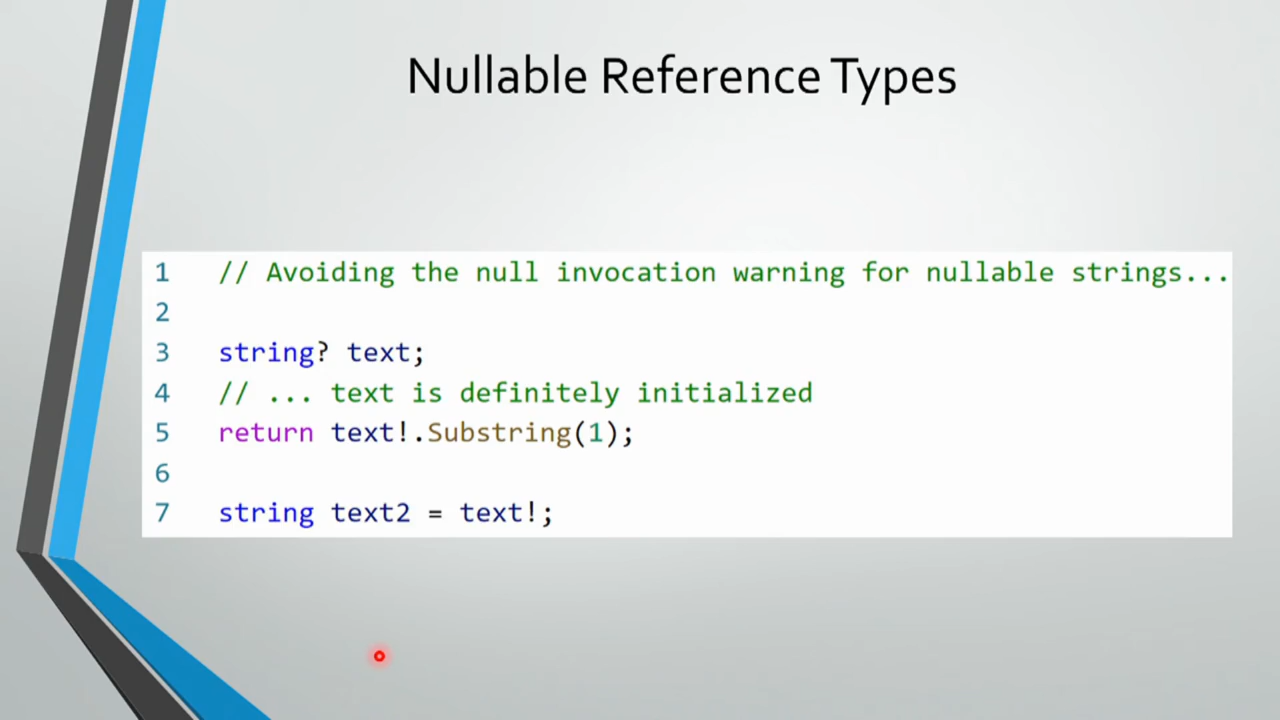 Nullable Reference Types
1 // Avoiding the null invocation warning for nullable strings...
2
3 string? text;
4 // ... text is definitely initialized
5 return text!.Substring(1);
6
7 string text2 = text!;